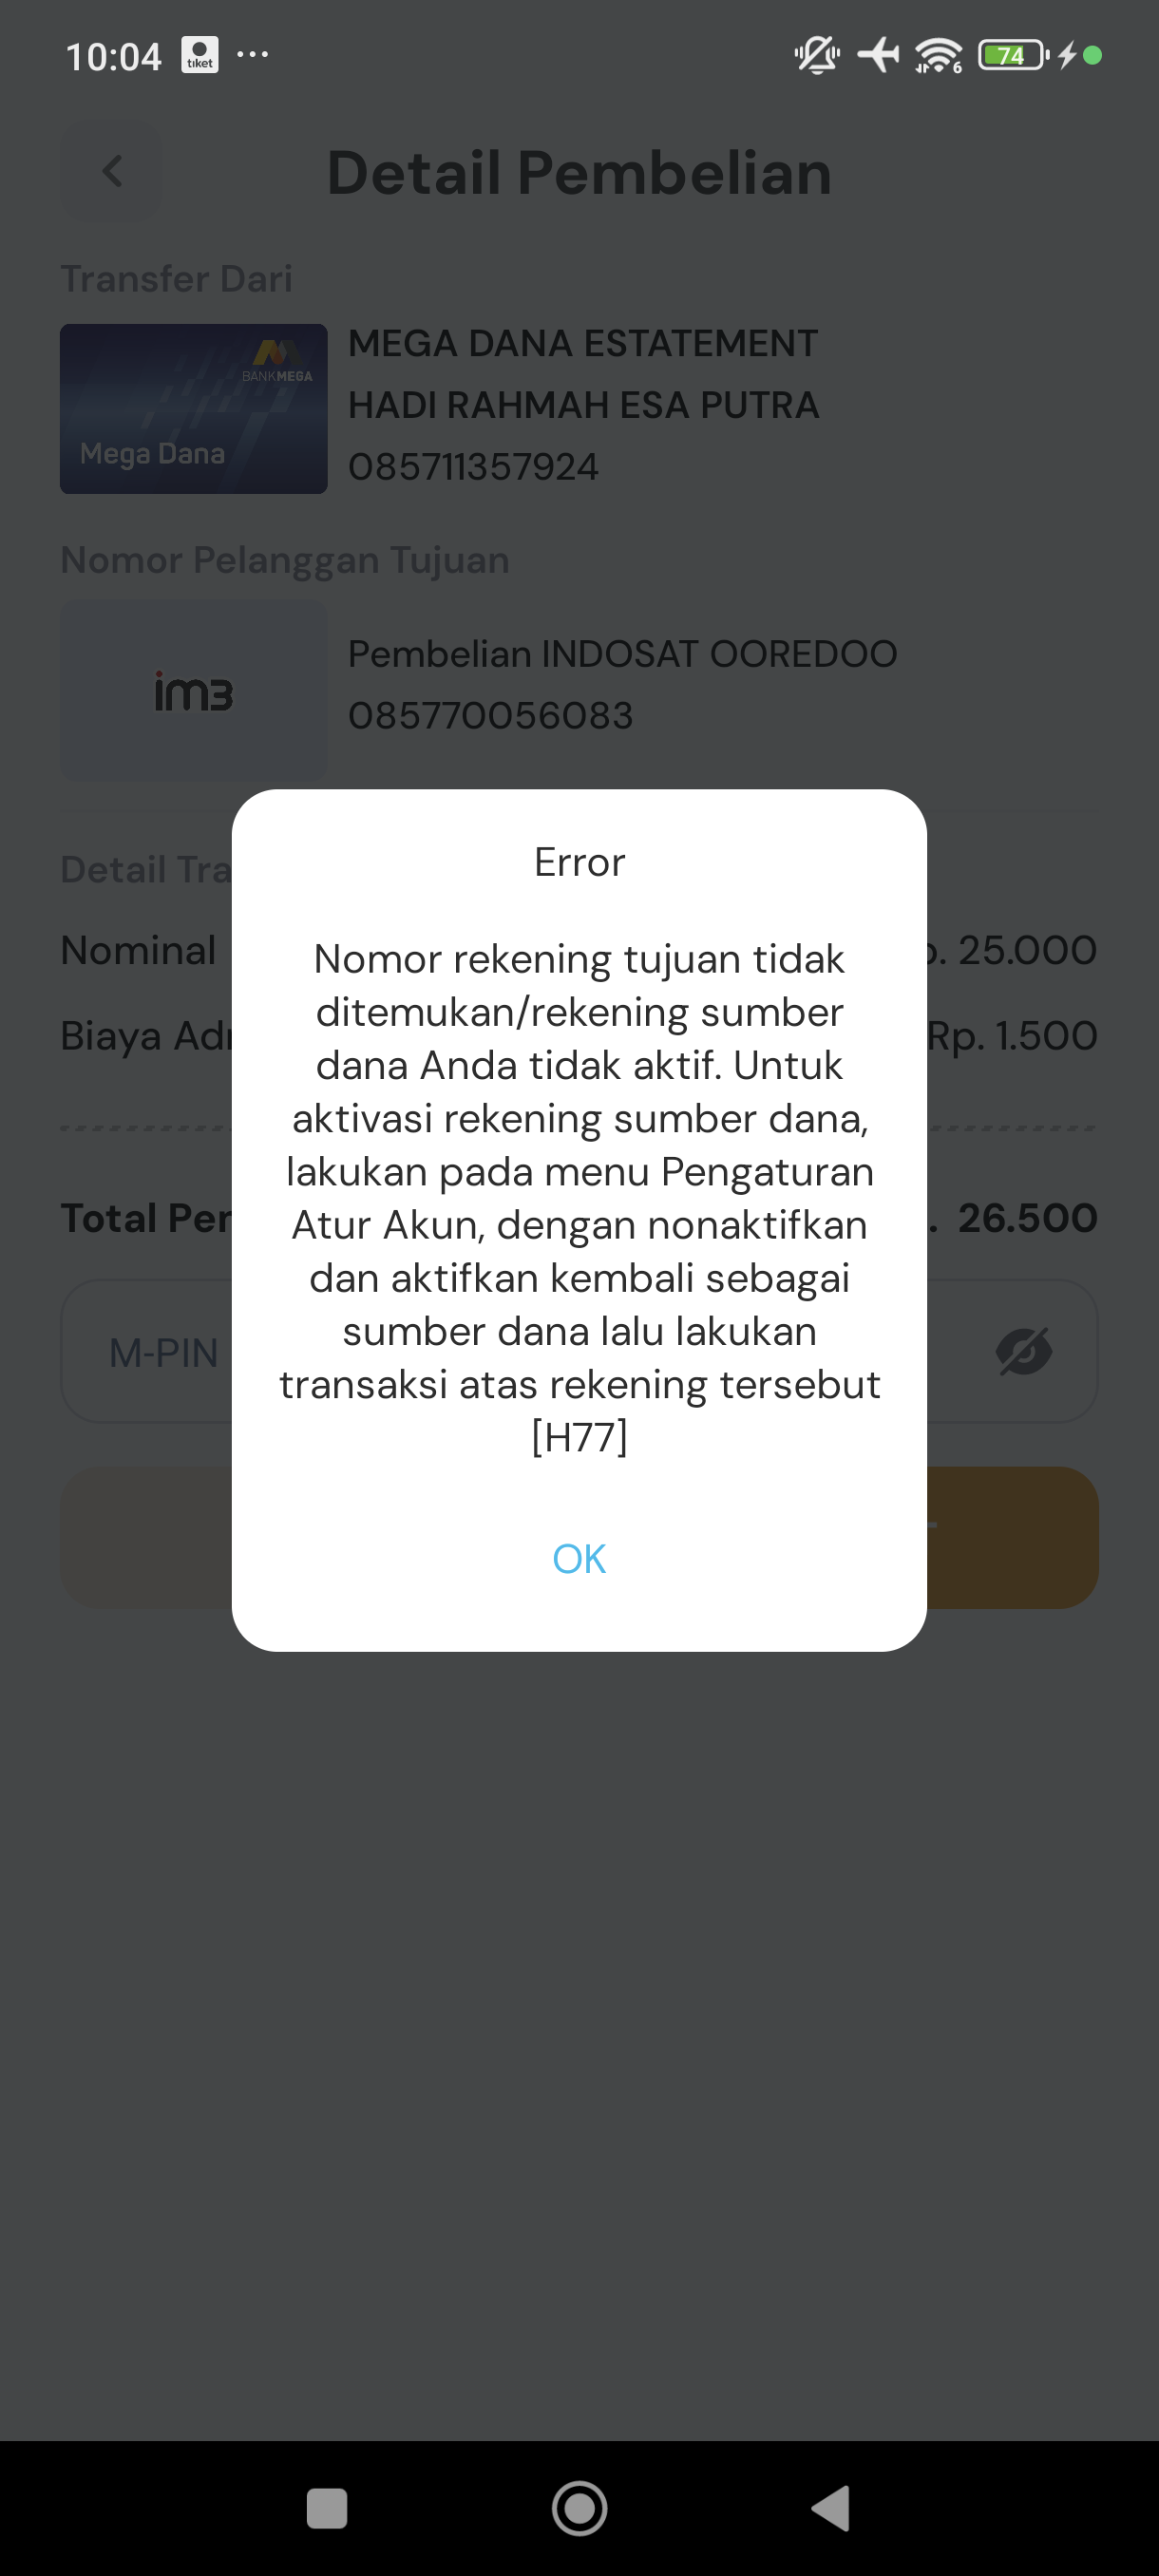 10:04 tiket ... 6 74
Detail Pembelian
Transfer Dari
BANKMEGA
Mega Dana
MEGA DANA ESTATEMENT
HADI RAHMAH ESA PUTRA
085711357924
Nomor Pelanggan Tujuan
im3
Pembelian INDOSAT OOREDOO
085770056083
Detail Tra
Nominal
p. 25.000
Biaya Adr
Rp. 1.500
Total Per
. 26.500
M-PIN
Error
Nomor rekening tujuan tidak
ditemukan/rekening sumber
dana Anda tidak aktif. Untuk
aktivasi rekening sumber dana,
lakukan pada menu Pengaturan
Atur Akun, dengan nonaktifkan
dan aktifkan kembali sebagai
sumber dana lalu lakukan
transaksi atas rekening tersebut
[H77]
OK